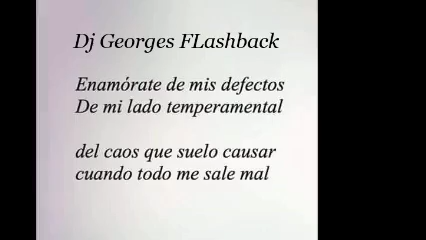 Dj Georges FLashback
Enamórate de mis defectos
De mi lado temperamental
del caos que suelo causar
cuando todo me sale mal